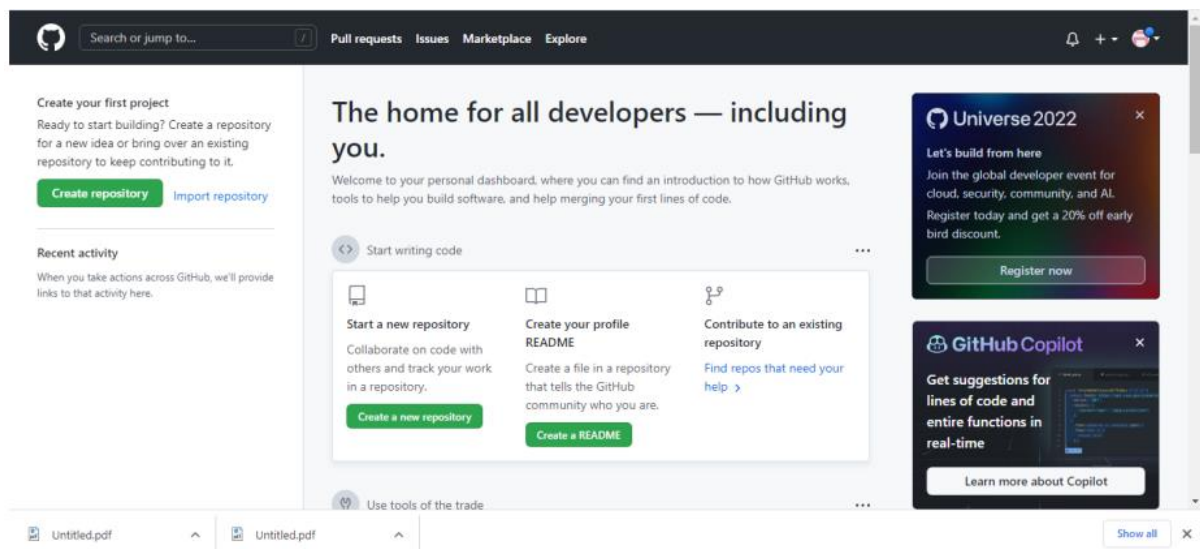 Search or jump to...
/
Pull requests Issues Marketplace Explore
Create your first project
Ready to start building? Create a repository
for a new idea or bring over an existing
repository to keep contributing to it.
Create repository Import repository
Recent activity
When you take actions across GitHub, we'll provide
links to that activity here.
The home for all developers — including
you.
Welcome to your personal dashboard, where you can find an introduction to how GitHub works,
tools to help you build software, and help merging your first lines of code.
Start writing code
Start a new repository
Collaborate on code with
others and track your work
in a repository.
Create a new repository
Create your profile
README
Create a file in a repository
that tells the GitHub
community who you are.
Create a README
Contribute to an existing
repository
Find repos that need your
help >
Use tools of the trade
Universe 2022
Let's build from here
Join the global developer event for
cloud, security, community, and AI.
Register today and get a 20% off early
bird discount.
Register now
GitHub Copilot
Get suggestions for
lines of code and
entire functions in
real-time
Learn more about Copilot
Untitled.pdf Untitled.pdf Show all